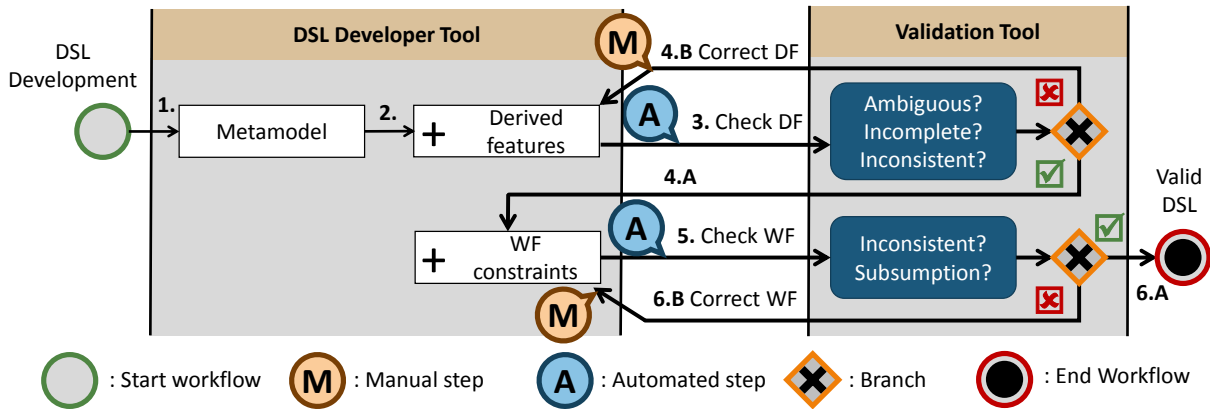 DSL Developer Tool
Validation Tool
DSL
Development
M
4.B Correct DF
1.
Metamodel
2.
+
Derived
features
A
3. Check DF
Ambiguous?
Incomplete?
Inconsistent?
4.A
Valid
DSL
+
WF
constraints
A
5. Check WF
Inconsistent?
Subsumption?
6.A
M
6.B Correct WF
: Start workflow
M
: Manual step
A
: Automated step
: Branch
: End Workflow